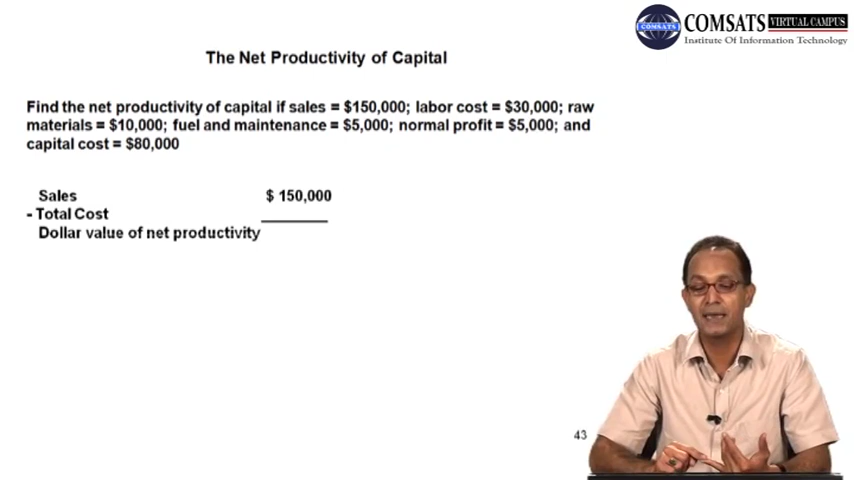 COMSATS VIRTUAL CAMPUS
COMSATS
Institute Of Information Technology
The Net Productivity of Capital
Find the net productivity of capital if sales = $150,000; labor cost = $30,000; raw
materials = $10,000; fuel and maintenance = $5,000; normal profit = $5,000; and
capital cost = $80,000
Sales $ 150,000
- Total Cost
Dollar value of net productivity
43